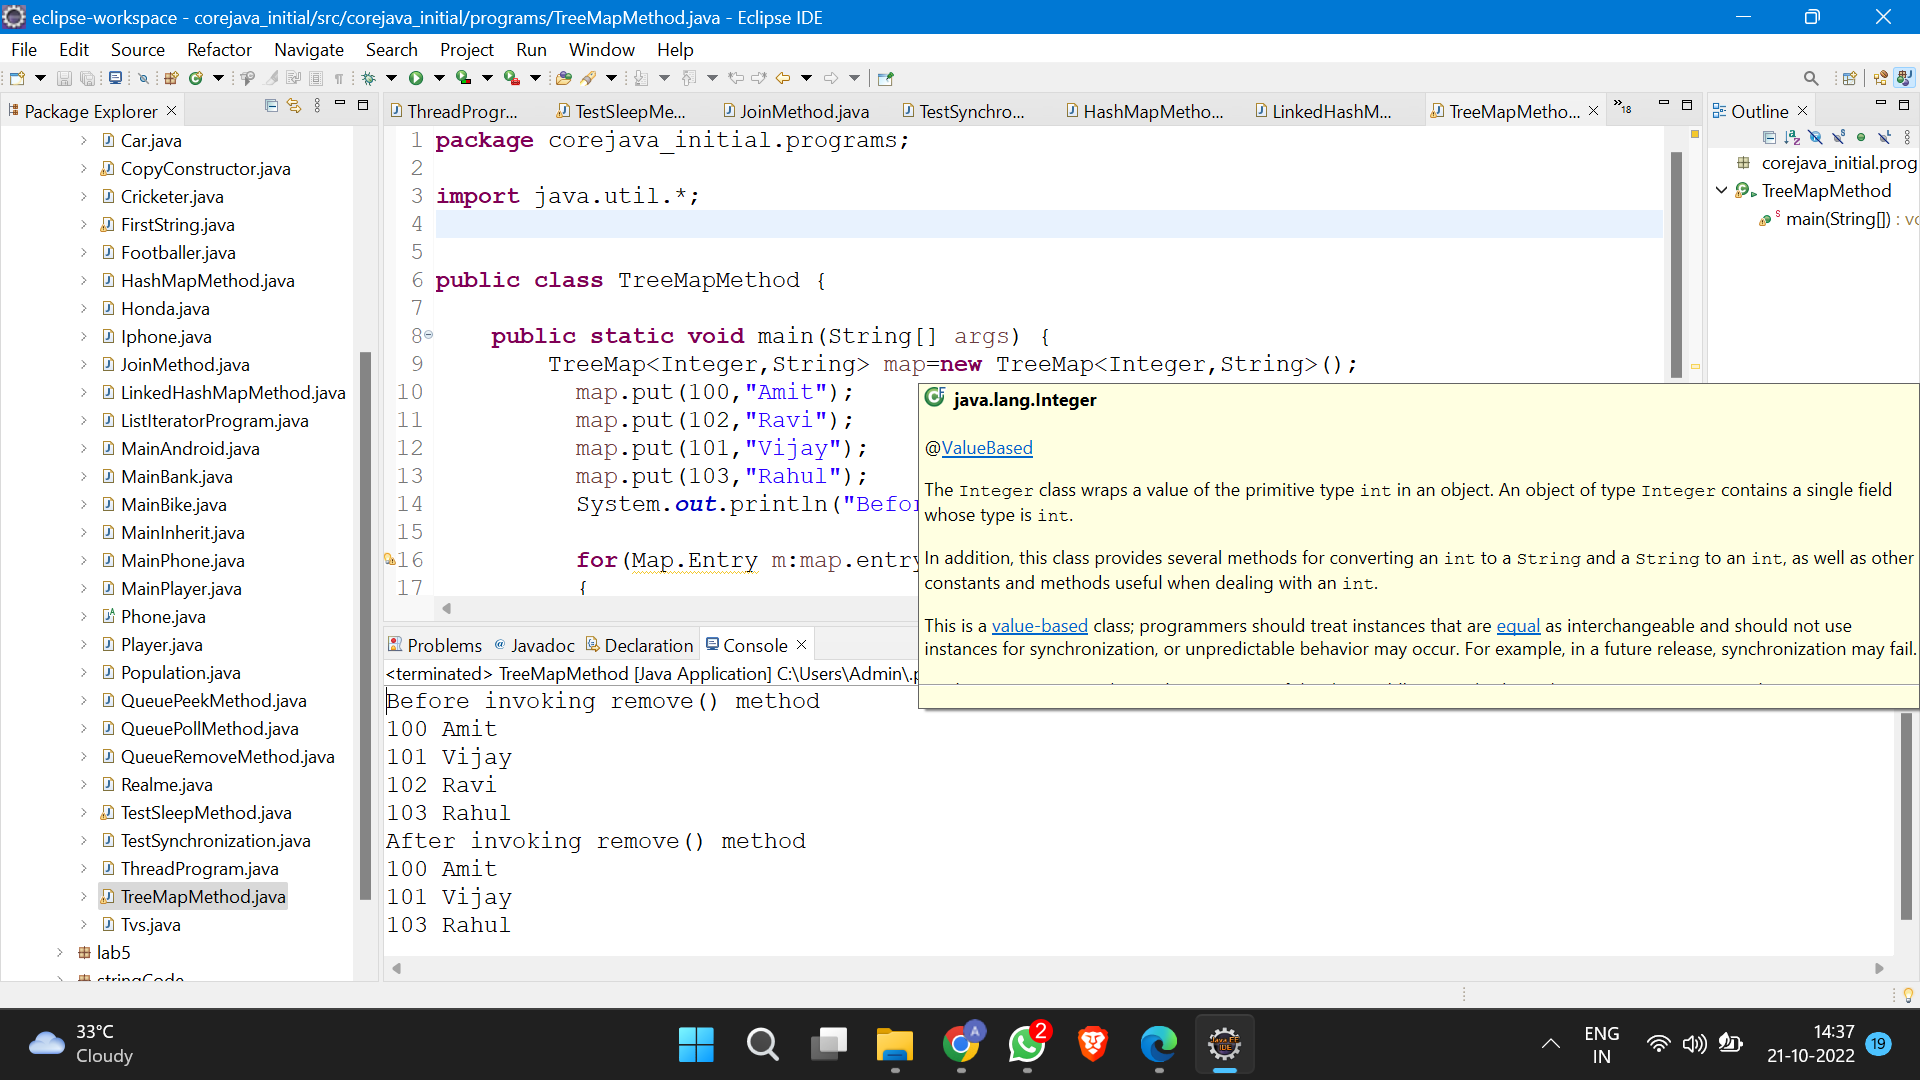 eclipse-workspace - corejava_initial/src/corejava_initial/programs/TreeMapMethod.java - Eclipse IDE
File Edit Source Refactor Navigate Search Project Run Window Help
Package Explorer
Car.java
CopyConstructor.java
Cricketer.java
FirstString.java
Footballer.java
HashMapMethod.java
Honda.java
Iphone.java
JoinMethod.java
LinkedHashMapMethod.java
ListIteratorProgram.java
MainAndroid.java
MainBank.java
MainBike.java
MainInherit.java
MainPhone.java
MainPlayer.java
Phone.java
Player.java
Population.java
QueuePeekMethod.java
QueuePollMethod.java
QueueRemoveMethod.java
Realme.java
TestSleepMethod.java
TestSynchronization.java
ThreadProgram.java
TreeMapMethod.java
Tvs.java
lab5
stringCode
ThreadProgr... TestSleepMe... JoinMethod.java TestSynchro... HashMapMetho... LinkedHashM... TreeMapMetho... »18
1 package corejava_initial.programs;
2
3 import java.util.*;
4
5
6 public class TreeMapMethod {
7
8 public static void main(String[] args) {
9 TreeMap<Integer,String> map=new TreeMap<Integer,String>();
10 map.put(100,"Amit");
11 map.put(102,"Ravi");
12 map.put(101,"Vijay");
13 map.put(103,"Rahul");
14 System.out.println("Befor
15
16 for(Map.Entry m:map.entry
17 {
java.lang.Integer
@ValueBased
The Integer class wraps a value of the primitive type int in an object. An object of type Integer contains a single field
whose type is int.
In addition, this class provides several methods for converting an int to a String and a String to an int, as well as other
constants and methods useful when dealing with an int.
This is a value-based class; programmers should treat instances that are equal as interchangeable and should not use
instances for synchronization, or unpredictable behavior may occur. For example, in a future release, synchronization may fail.
Outline
corejava_initial.prog
TreeMapMethod
main(String[]) : vo
Problems @ Javadoc Declaration Console
<terminated> TreeMapMethod [Java Application] C:\Users\Admin\.p
Before invoking remove() method
100 Amit
101 Vijay
102 Ravi
103 Rahul
After invoking remove() method
100 Amit
101 Vijay
103 Rahul
33°C
Cloudy
A
2
ENG
IN
14:37
21-10-2022
19